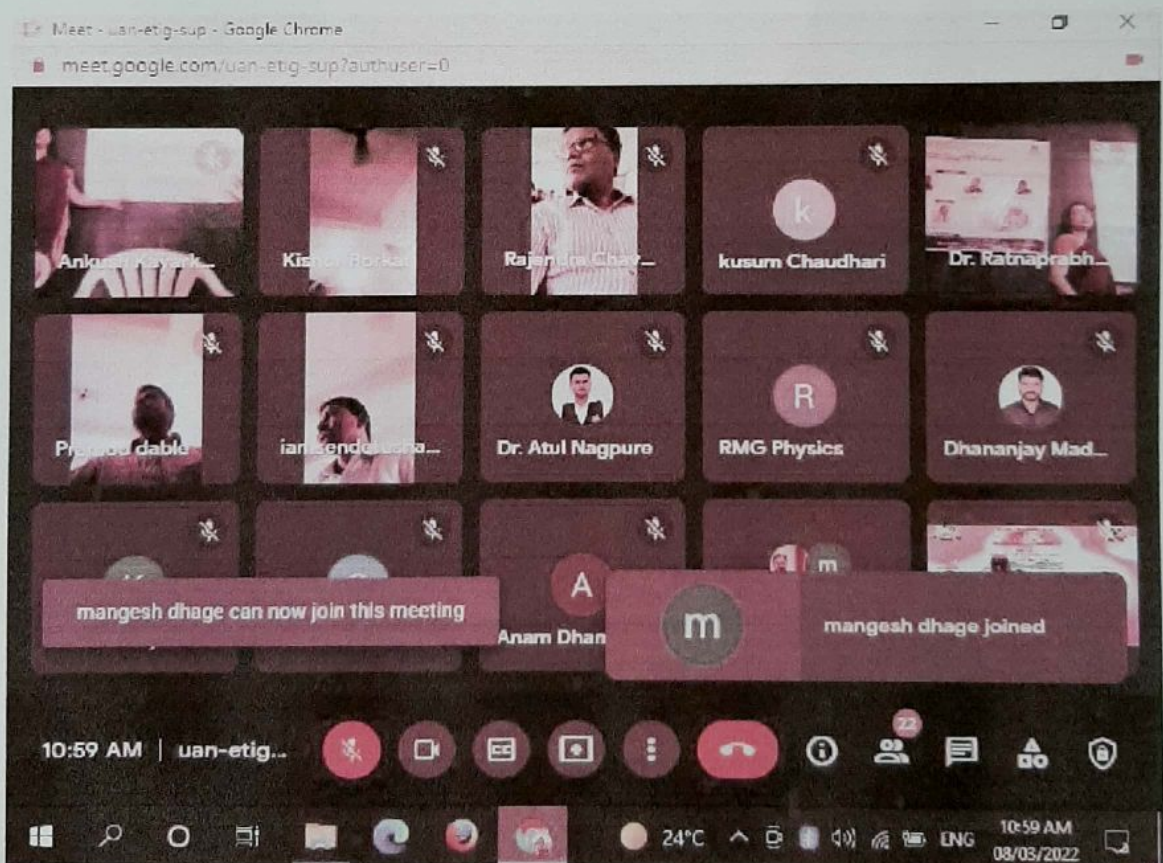 Meet - uan-etig-sup - Google Chrome
meet.google.com/uan-etig-sup?authuser=0
Rajendra Chav...
k
kusum Chaudhari
Dr. Ratnaprabh...
dable
Dr. Atul Nagpure
R
RMG Physics
Dhananjay Mad...
A
m
mangesh dhage can now join this meeting
Anam Dhan
m
mangesh dhage joined
22
10:59 AM | uan-etig...
CC
24°C
ENG
10:59 AM
08/03/2022